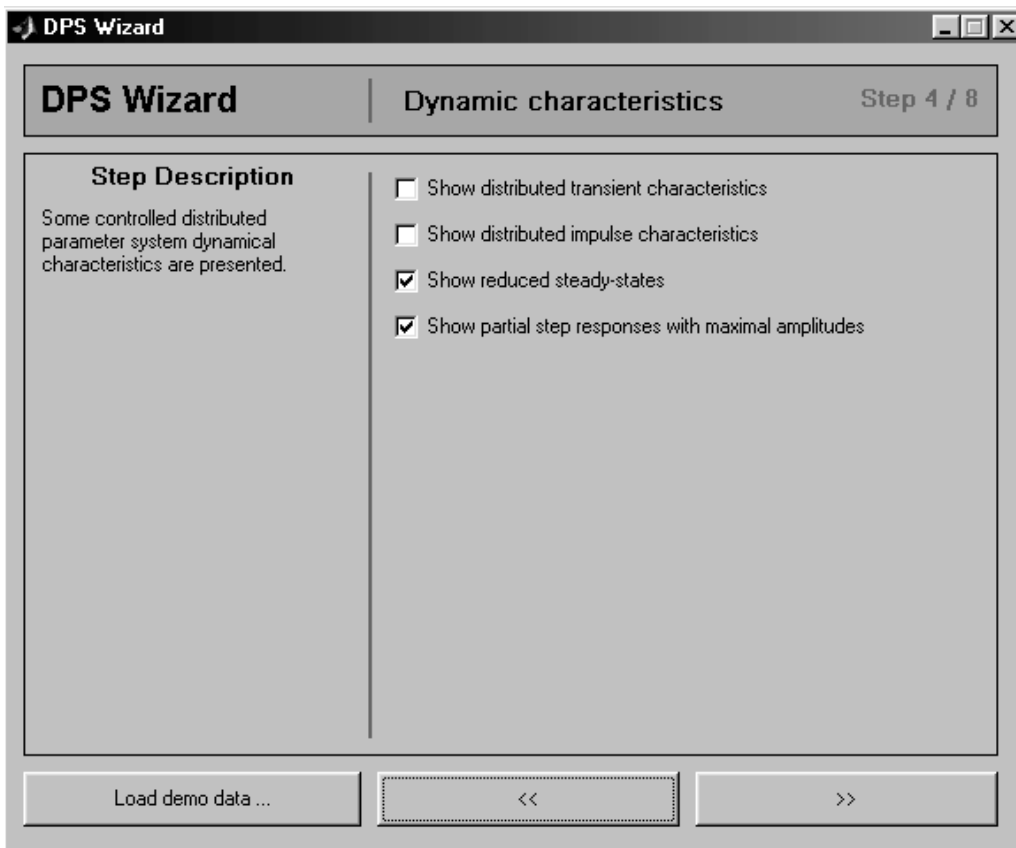 DPS Wizard
DPS Wizard
Dynamic characteristics
Step 4 / 8
Step Description
Some controlled distributed
parameter system dynamical
characteristics are presented.
Show distributed transient characteristics
Show distributed impulse characteristics
Show reduced steady-states
Show partial step responses with maximal amplitudes
Load demo data ...
<<
>>